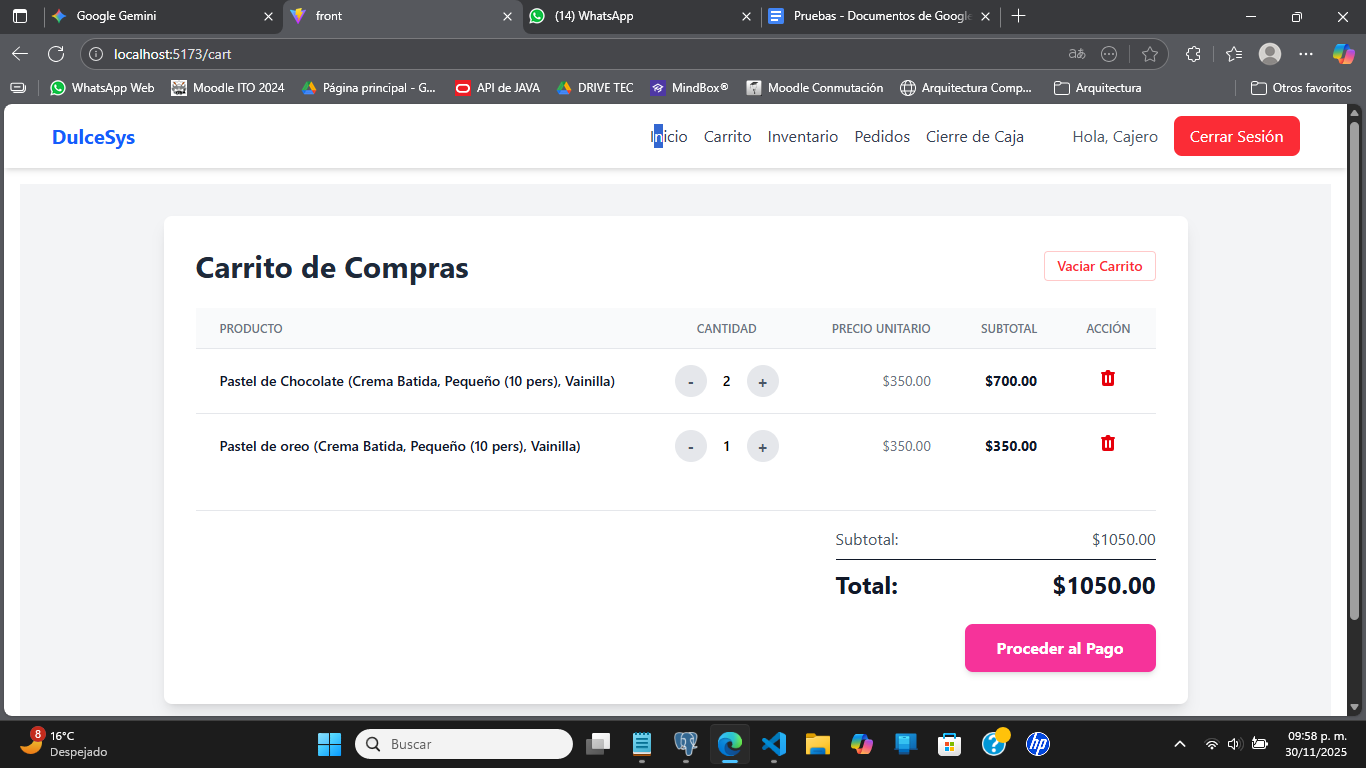 Google Gemini
front
(14) WhatsApp
Pruebas - Documentos de Google
localhost:5173/cart
WhatsApp Web
Moodle ITO 2024
Página principal - G...
API de JAVA
DRIVE TEC
MindBox®
Moodle Conmutación
Arquitectura Comp...
Arquitectura
Otros favoritos
DulceSys
Inicio
Carrito
Inventario
Pedidos
Cierre de Caja
Hola, Cajero
Cerrar Sesión
Carrito de Compras
Vaciar Carrito
PRODUCTO
CANTIDAD
PRECIO UNITARIO
SUBTOTAL
ACCIÓN
Pastel de Chocolate (Crema Batida, Pequeño (10 pers), Vainilla)
- 2 +
$350.00
$700.00
Pastel de oreo (Crema Batida, Pequeño (10 pers), Vainilla)
- 1 +
$350.00
$350.00
Subtotal:
$1050.00
Total:
$1050.00
Proceder al Pago
8
16°C
Despejado
Buscar
09:58 p. m.
30/11/2025